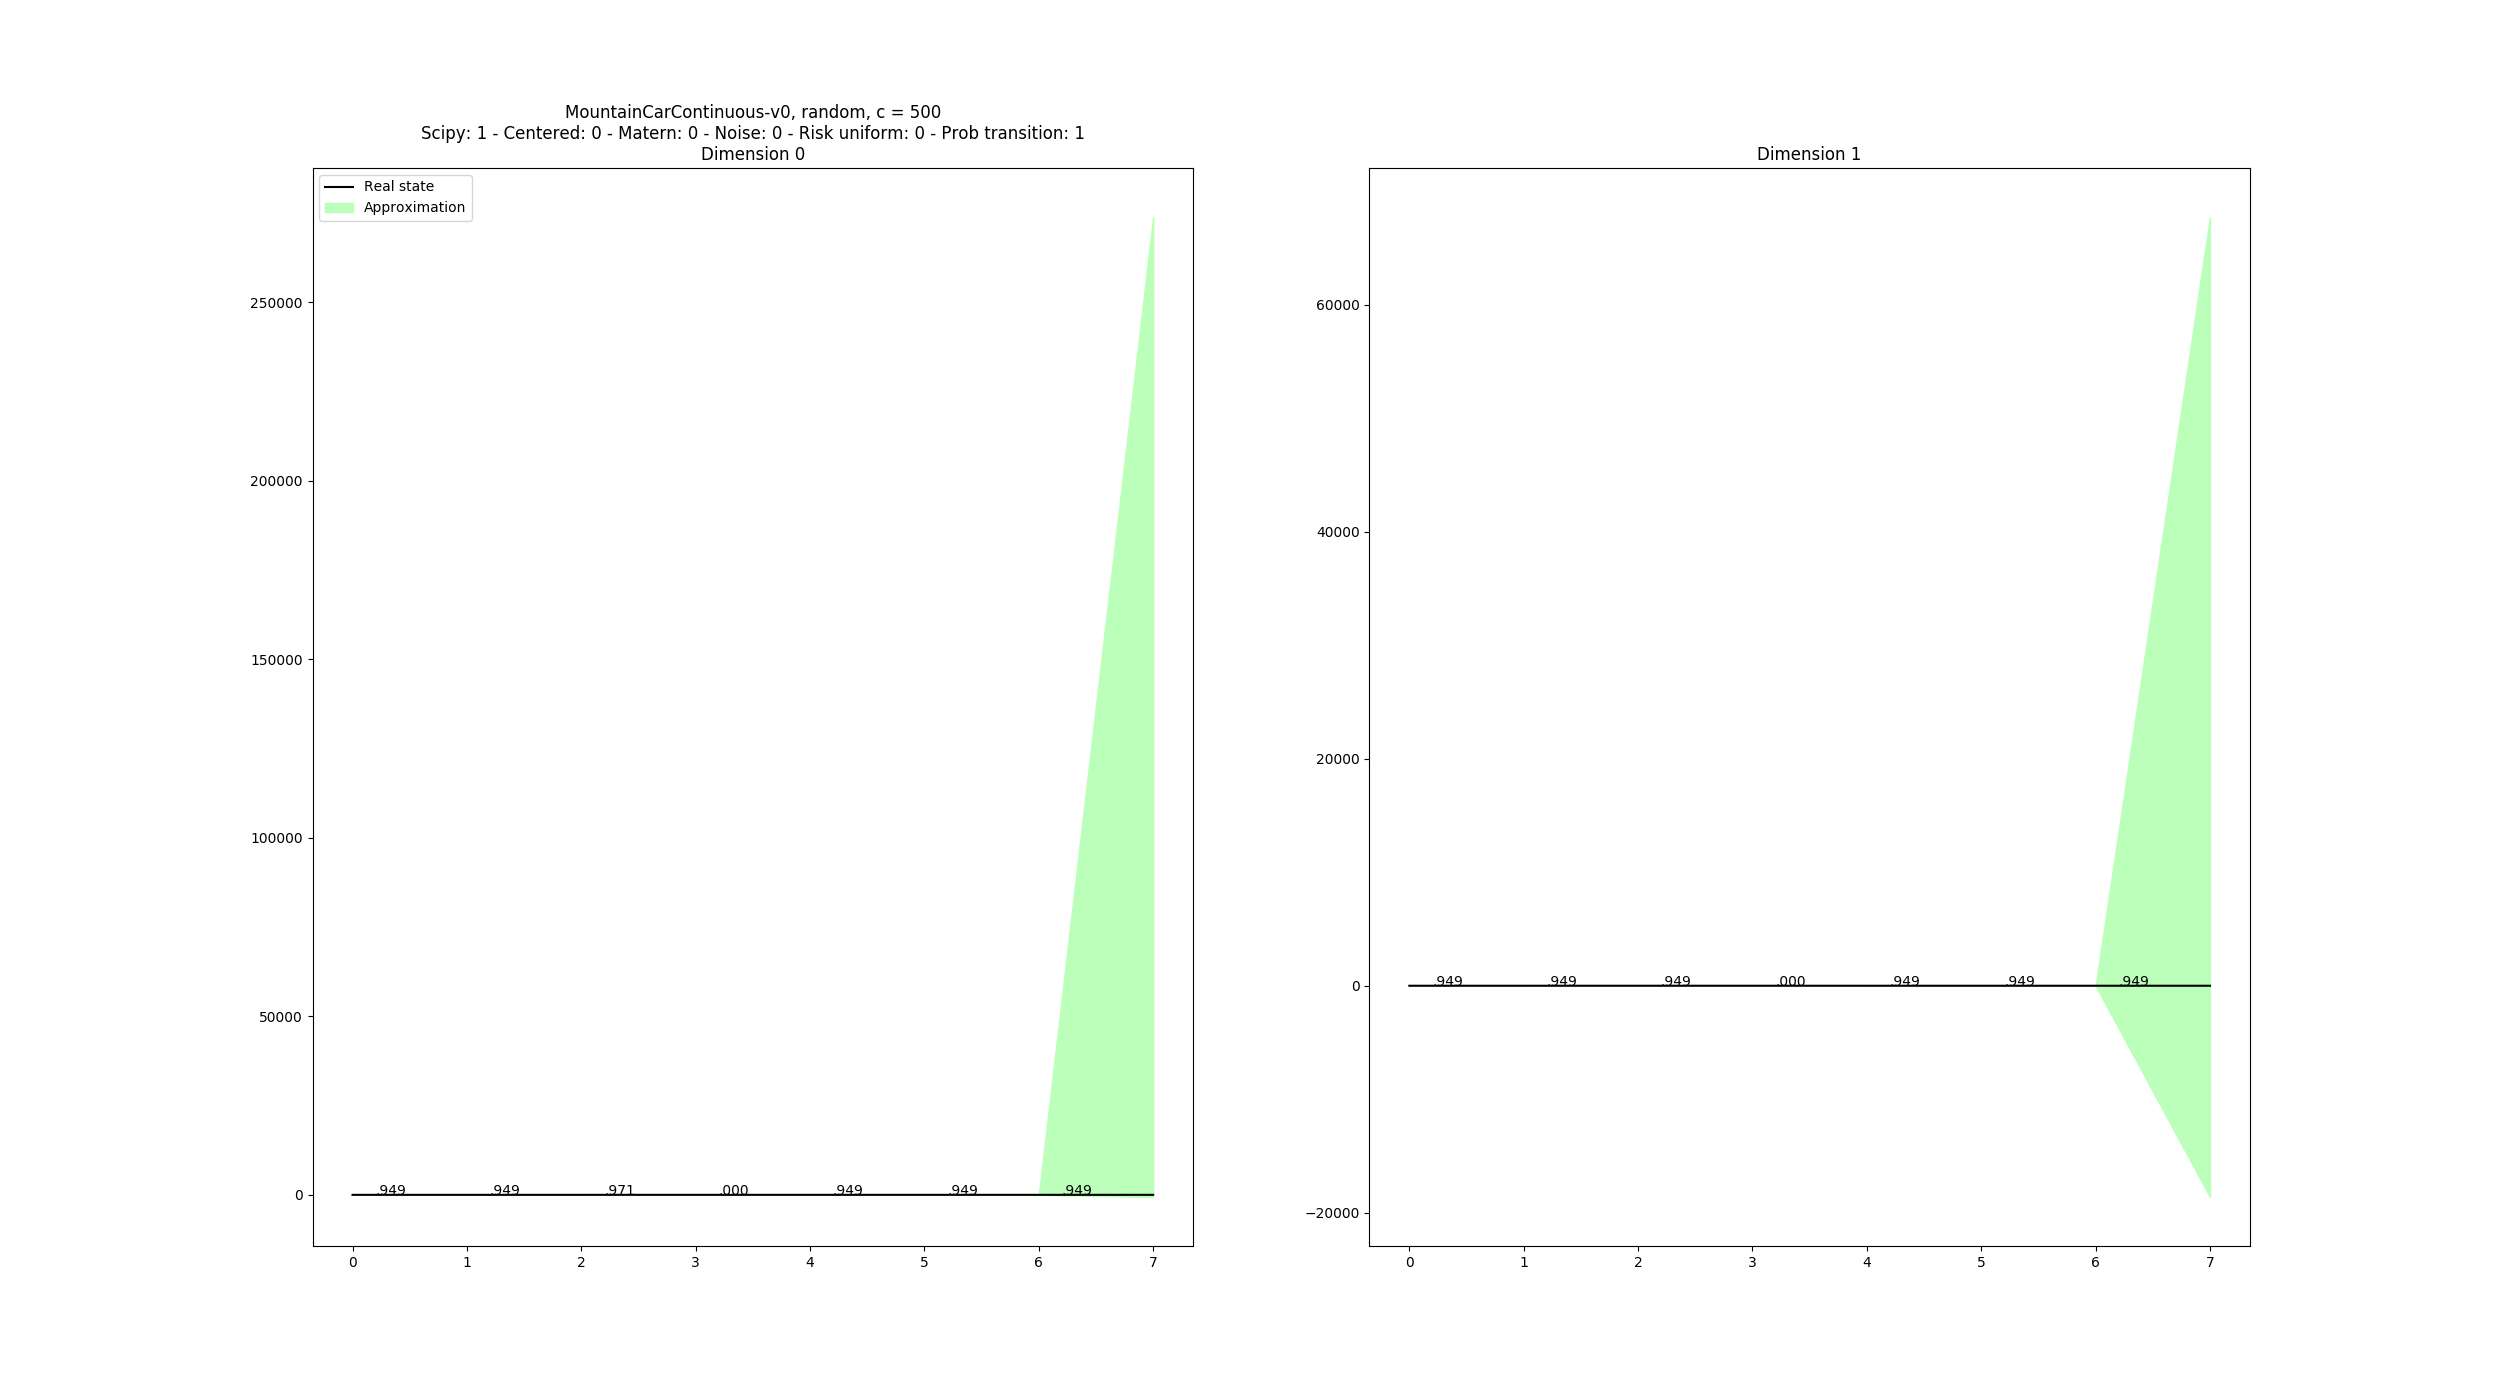 MountainCarContinuous-v0, random, c = 500
Scipy: 1 - Centered: 0 - Matern: 0 - Noise: 0 - Risk uniform: 0 - Prob transition: 1
Dimension 0
Real state
Approximation
250000
200000
150000
100000
50000
0
.949 .949 .971 .000 .949 .949 .949
0 1 2 3 4 5 6 7
Dimension 1
60000
40000
20000
0
−20000
.949 .949 .949 .000 .949 .949 .949
0 1 2 3 4 5 6 7